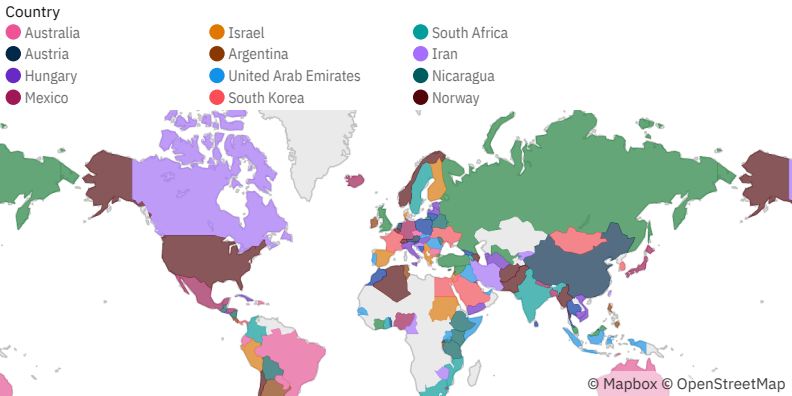 Country
Australia
Austria
Hungary
Mexico
Israel
Argentina
United Arab Emirates
South Korea
South Africa
Iran
Nicaragua
Norway
© Mapbox © OpenStreetMap